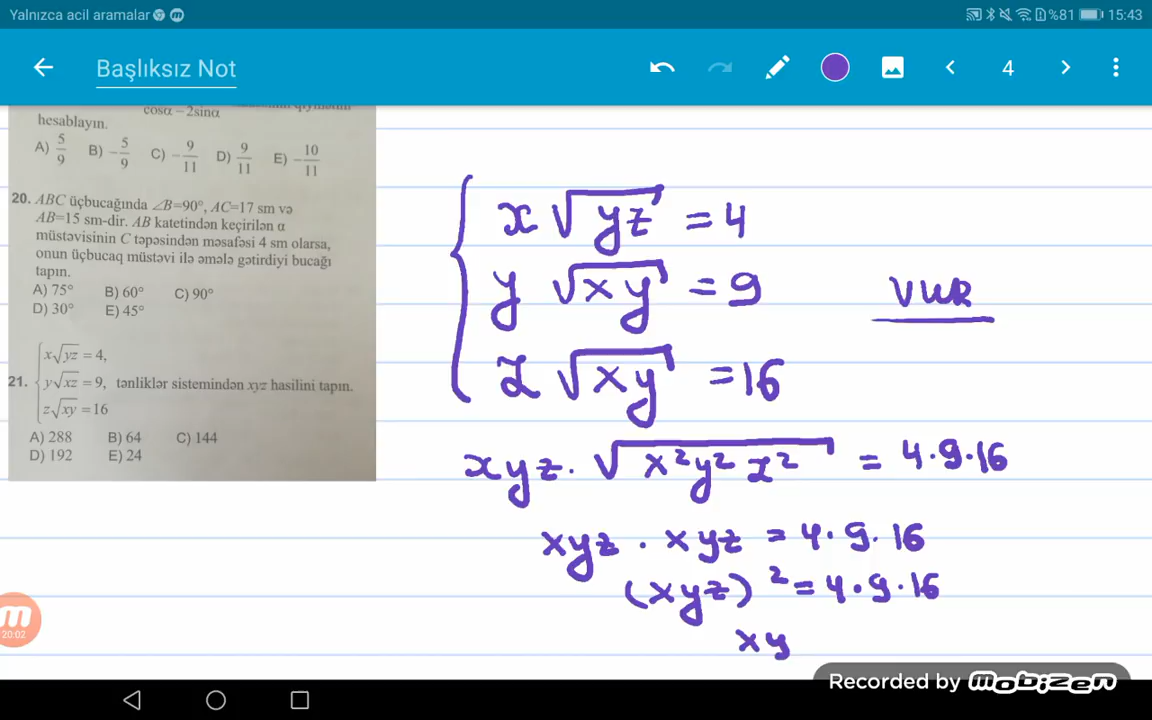 Yalnızca acil aramalar
%81 15:43
Başlıksız Not
4
cosα – 2sinα
hesablayın.
A) 5/9 B) –5/9 C) –9/11 D) 9/11 E) –10/11
20. ABC üçbucağında ∠B=90°, AC=17 sm və
AB=15 sm-dir. AB katetindən keçirilən α
müstəvisinin C təpəsindən məsafəsi 4 sm olarsa,
onun üçbucaq müstəvi ilə əmələ gətirdiyi bucağı
tapın.
A) 75° B) 60° C) 90°
D) 30° E) 45°
x√yz = 4,
21. y√xz = 9, tənliklər sistemindən xyz hasilini tapın.
z√xy = 16
A) 288 B) 64 C) 144
D) 192 E) 24
x √yz = 4
y √xy = 9
vur
z √xy = 16
xyz · √x²y²z² = 4·9·16
xyz · xyz = 4·9·16
(xyz)² = 4·9·16
xy
20:02
Recorded by mobizen